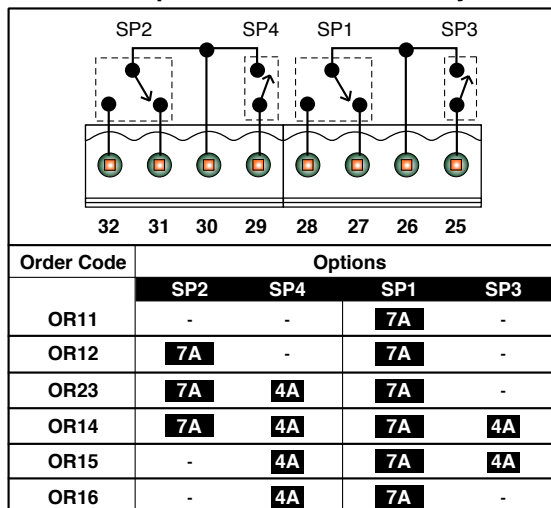 SP2 SP4 SP1 SP3
32 31 30 29 28 27 26 25
Order Code Options
SP2 SP4 SP1 SP3
OR11 - - 7A -
OR12 7A - 7A -
OR23 7A 4A 7A -
OR14 7A 4A 7A 4A
OR15 - 4A 7A 4A
OR16 - 4A 7A -